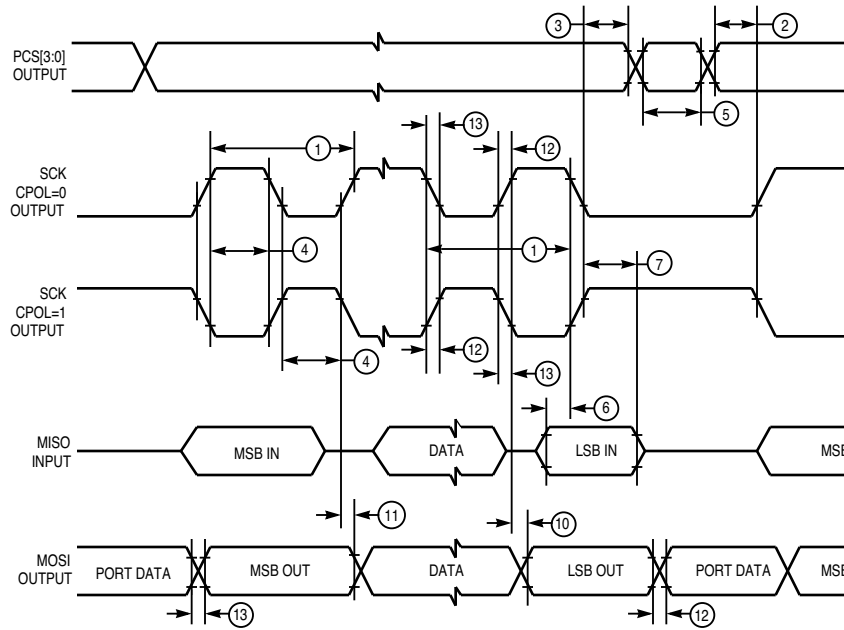 3
2
PCS[3:0]
OUTPUT
5
13
1
12
SCK
CPOL=0
OUTPUT
4
1
7
SCK
CPOL=1
OUTPUT
12
4
13
6
MISO
INPUT
MSB IN
DATA
LSB IN
MSB
11
10
MOSI
OUTPUT
PORT DATA
MSB OUT
DATA
LSB OUT
PORT DATA
MSB
13
12